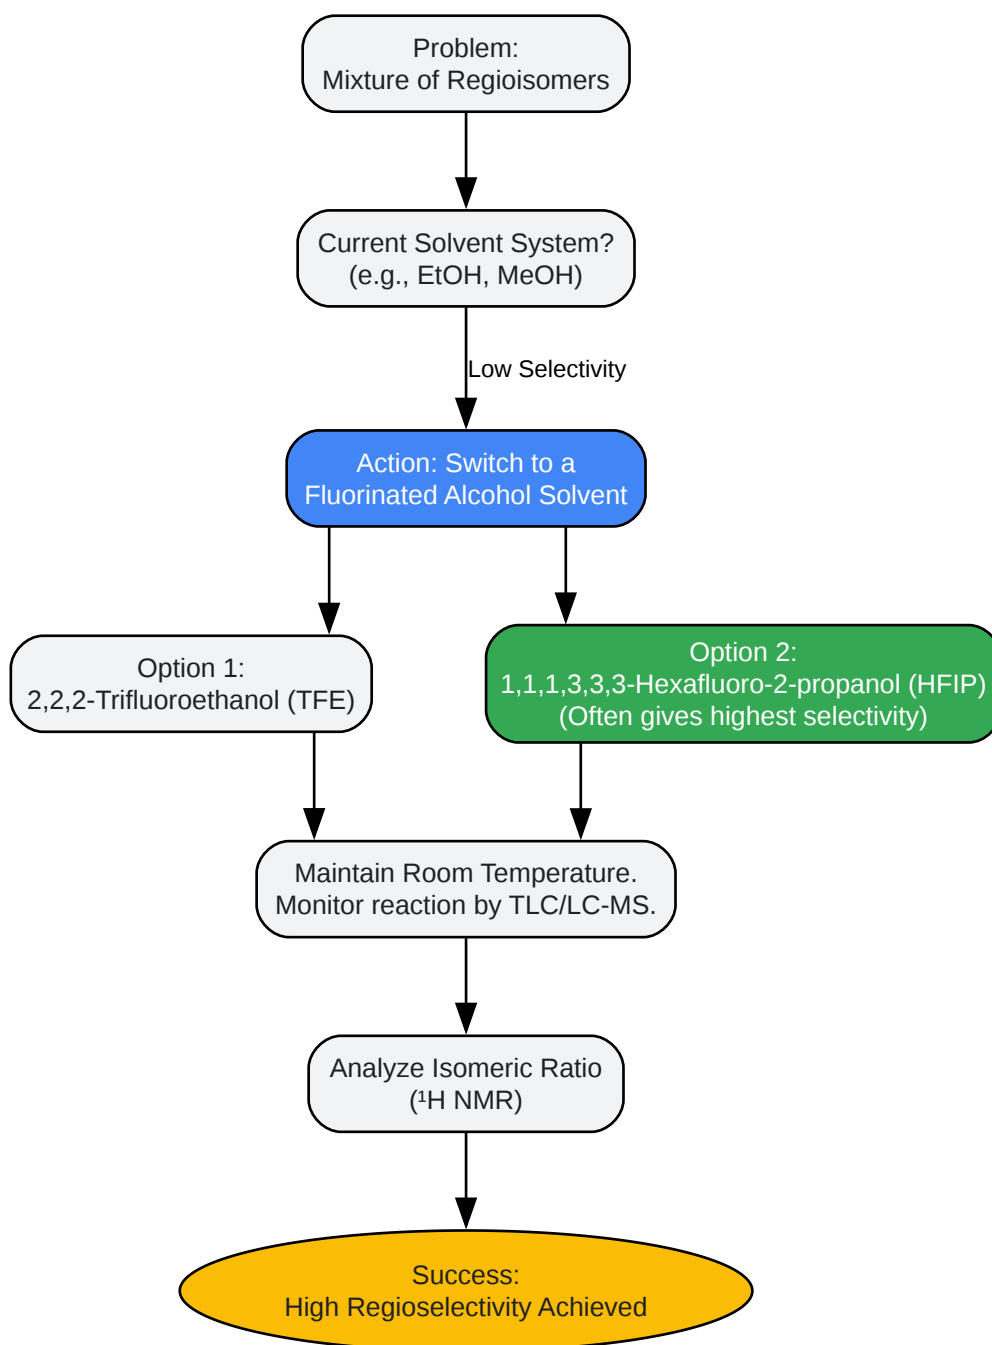 Problem:
Mixture of Regioisomers
Current Solvent System?
(e.g., EtOH, MeOH)
Low Selectivity
Action: Switch to a
Fluorinated Alcohol Solvent
Option 1:
2,2,2-Trifluoroethanol (TFE)
Option 2:
1,1,1,3,3,3-Hexafluoro-2-propanol (HFIP)
(Often gives highest selectivity)
Maintain Room Temperature.
Monitor reaction by TLC/LC-MS.
Analyze Isomeric Ratio
(¹H NMR)
Success:
High Regioselectivity Achieved